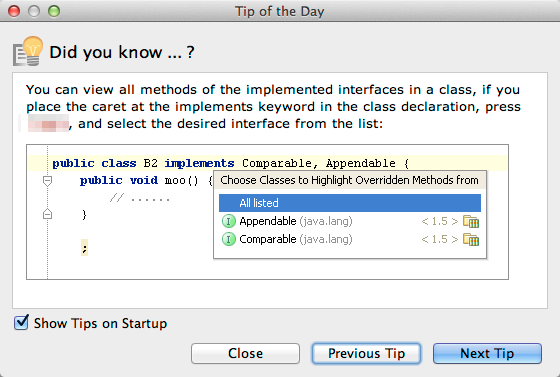 Tip of the Day
Did you know ... ?
You can view all methods of the implemented interfaces in a class, if you
place the caret at the implements keyword in the class declaration, press
, and select the desired interface from the list:
public class B2 implements Comparable, Appendable {
public void moo() {
Choose Classes to Highlight Overridden Methods from
// ......
All listed
}
Appendable (java.lang) < 1.5 >
Comparable (java.lang) < 1.5 >
;
Show Tips on Startup
Close Previous Tip Next Tip